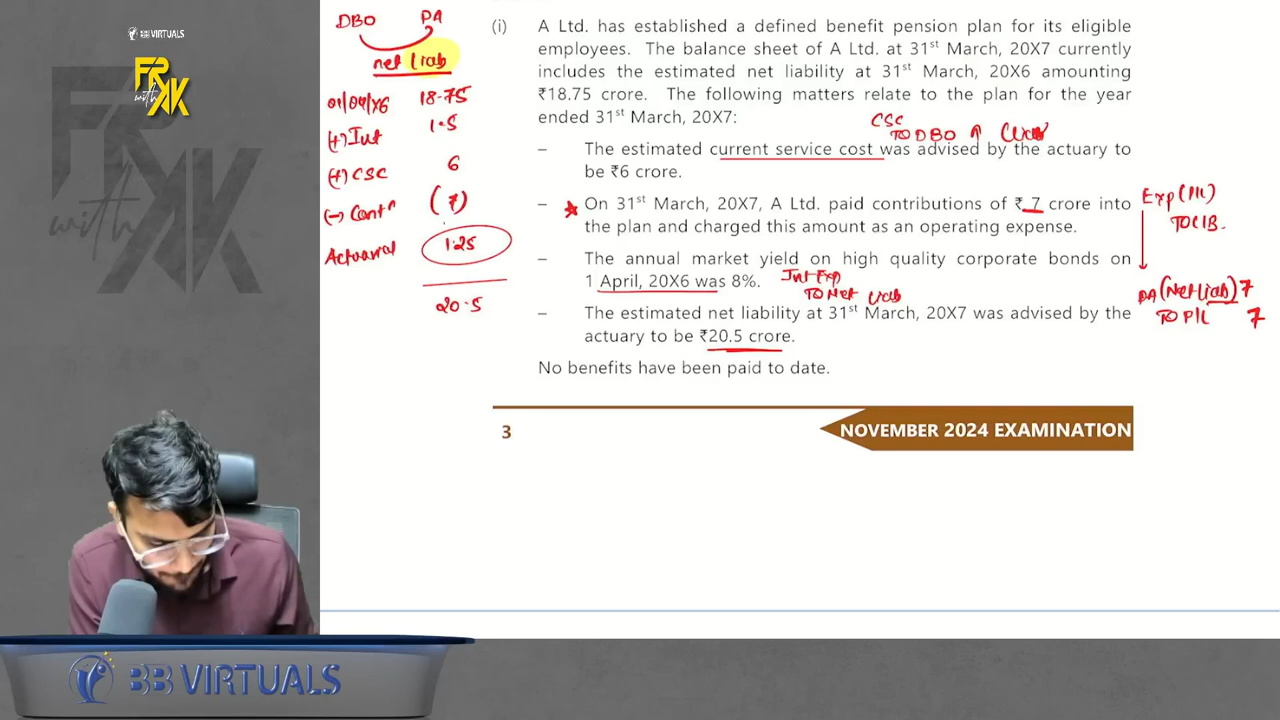 BB VIRTUALS
FR
with
AK
FR
with
AK
DBO PA
net liab
01/04/X6 18.75
(+) Int 1.5
(+) CSC 6
(-) Contn (7)
Actuarial 1.25
20.5
(i) A Ltd. has established a defined benefit pension plan for its eligible
employees. The balance sheet of A Ltd. at 31st March, 20X7 currently
includes the estimated net liability at 31st March, 20X6 amounting
₹18.75 crore. The following matters relate to the plan for the year
ended 31st March, 20X7:
CSC
TO DBO ↑ (Liab)
– The estimated current service cost was advised by the actuary to
be ₹6 crore.
– On 31st March, 20X7, A Ltd. paid contributions of ₹ 7 crore into
the plan and charged this amount as an operating expense.
Exp (P/L)
TO C/B.
– The annual market yield on high quality corporate bonds on
1 April, 20X6 was 8%.
Int Exp
TO Net Liab
PA (Net liab) 7
TO P/L 7
– The estimated net liability at 31st March, 20X7 was advised by the
actuary to be ₹20.5 crore.
No benefits have been paid to date.
3 NOVEMBER 2024 EXAMINATION
BB VIRTUALS